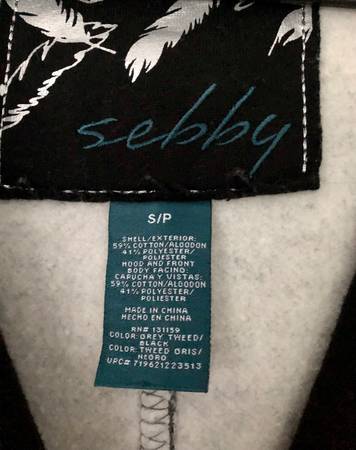 sebby
S/P
SHELL/EXTERIOR:
59% COTTON/ALGODON
41% POLYESTER/
POLIESTER
HOOD AND FRONT
BODY FACING:
CAPUCHA Y VISTAS:
59% COTTON/ALGODON
41% POLYESTER/
POLIESTER
MADE IN CHINA
HECHO EN CHINA
RN# 131159
COLOR: GREY TWEED/
BLACK
COLOR: TWEED GRIS/
NEGRO
UPC# 719621223513